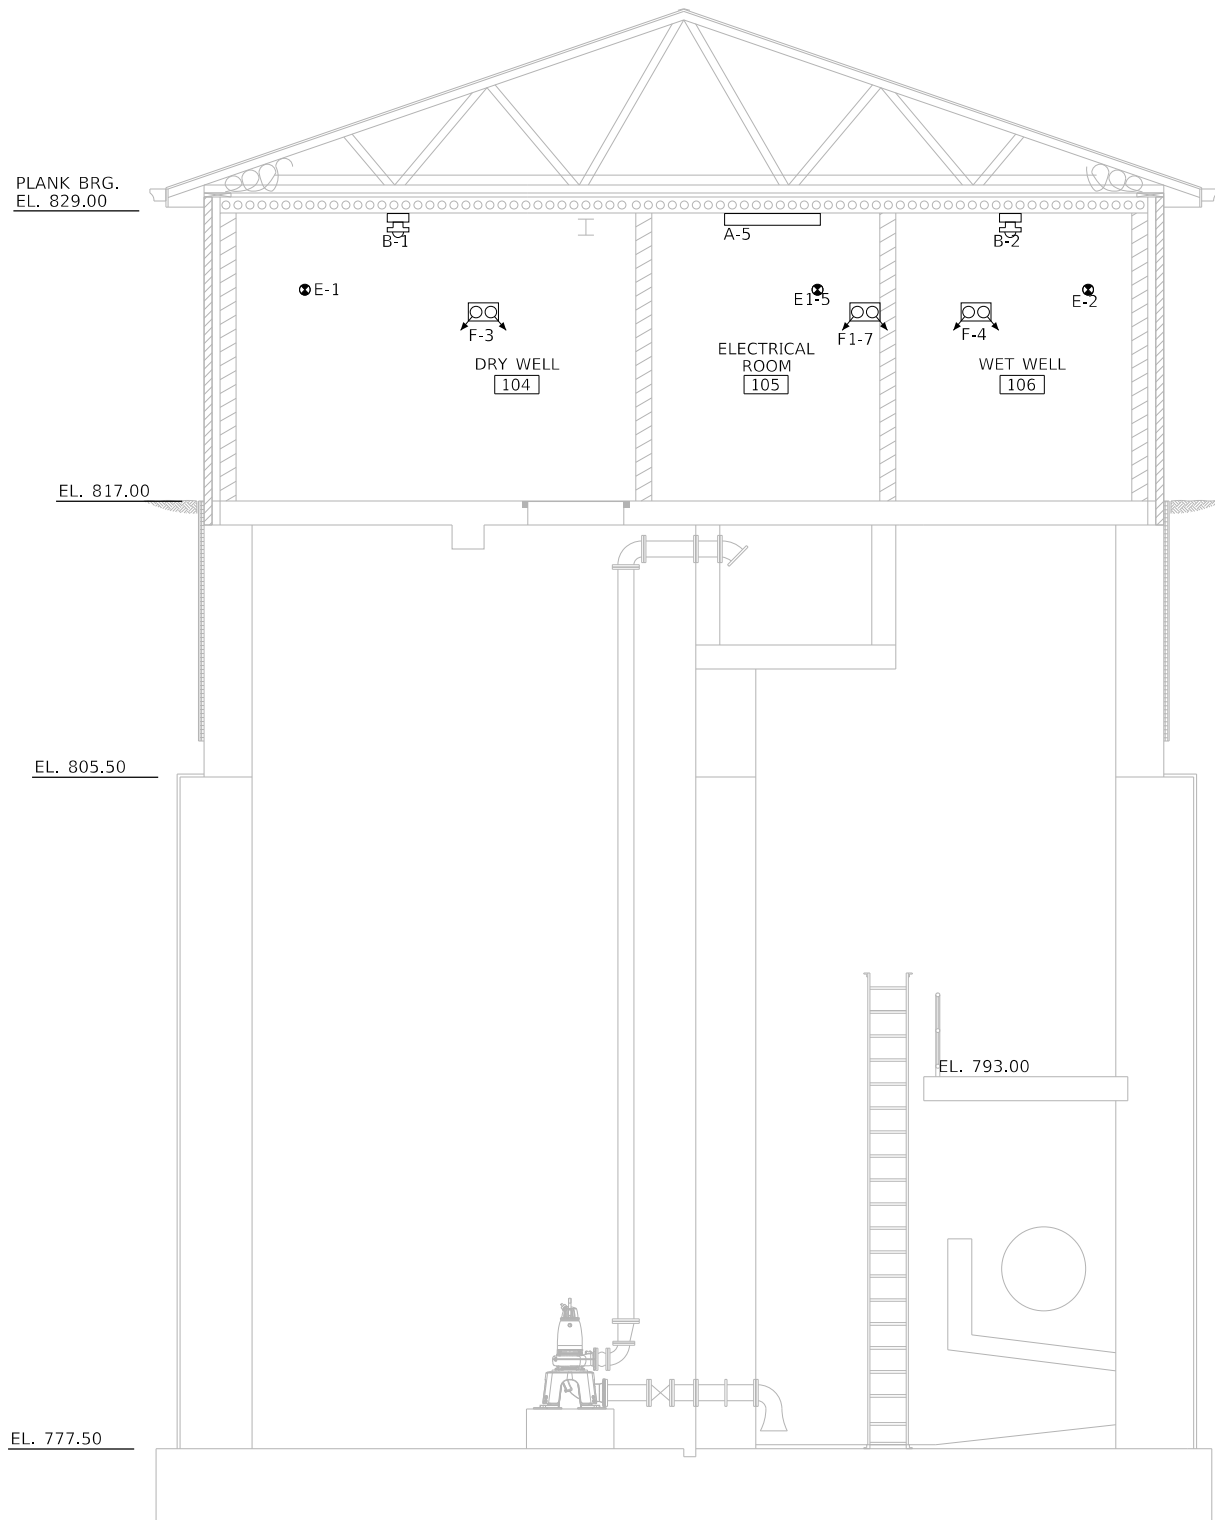 PLANK BRG.
EL. 829.00
B-1
A-5
B-2
E-1
E1-5
E-2
F-3
F1-7
F-4
DRY WELL
104
ELECTRICAL
ROOM
105
WET WELL
106
EL. 817.00
EL. 805.50
EL. 793.00
EL. 777.50